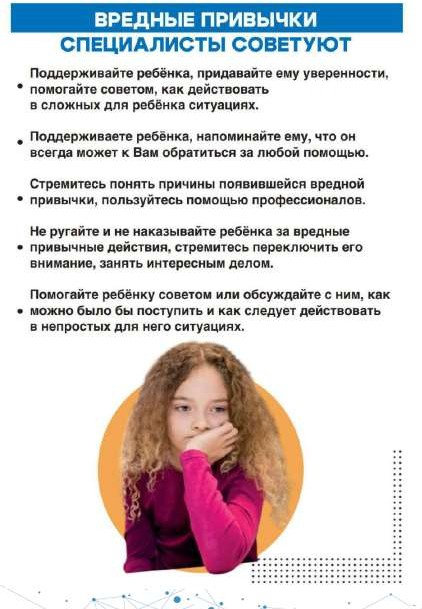 ВРЕДНЫЕ ПРИВЫЧКИ
СПЕЦИАЛИСТЫ СОВЕТУЮТ
Поддерживайте ребёнка, придавайте ему уверенности,
• помогайте советом, как действовать
в сложных для ребёнка ситуациях.
• Поддерживаете ребёнка, напоминайте ему, что он
всегда может к Вам обратиться за любой помощью.
Стремитесь понять причины появившейся вредной
• привычки, пользуйтесь помощью профессионалов.
Не ругайте и не наказывайте ребёнка за вредные
• привычные действия, стремитесь переключить его
внимание, занять интересным делом.
Помогайте ребёнку советом или обсуждайте с ним, как
• можно было бы поступить и как следует действовать
в непростых для него ситуациях.